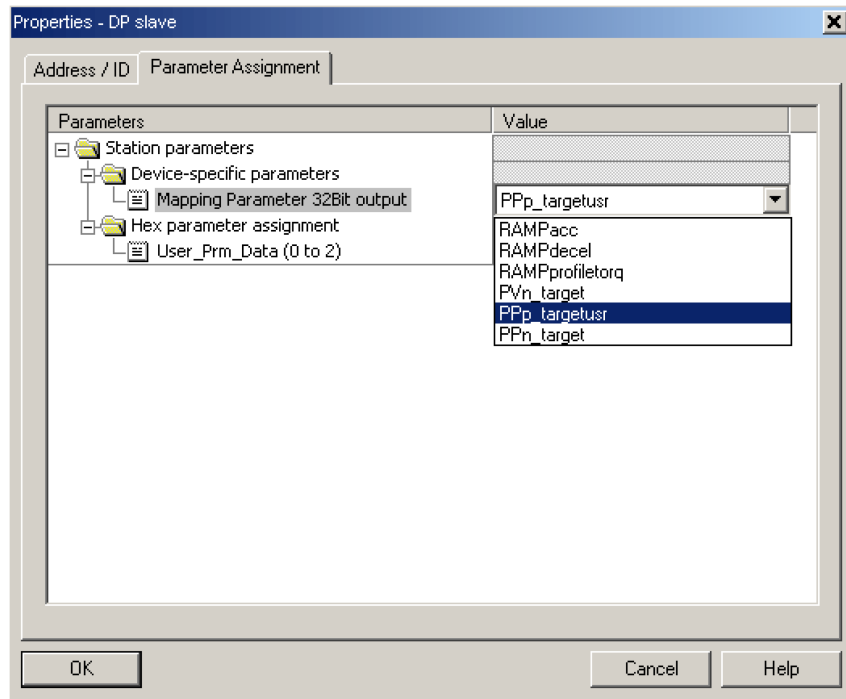 Properties - DP slave
Address / ID Parameter Assignment
Parameters Value
Station parameters
Device-specific parameters
Mapping Parameter 32Bit output PPp_targetusr
Hex parameter assignment
User_Prm_Data (0 to 2)
RAMPacc
RAMPdecel
RAMPprofiletorq
PVn_target
PPp_targetusr
PPn_target
OK Cancel Help